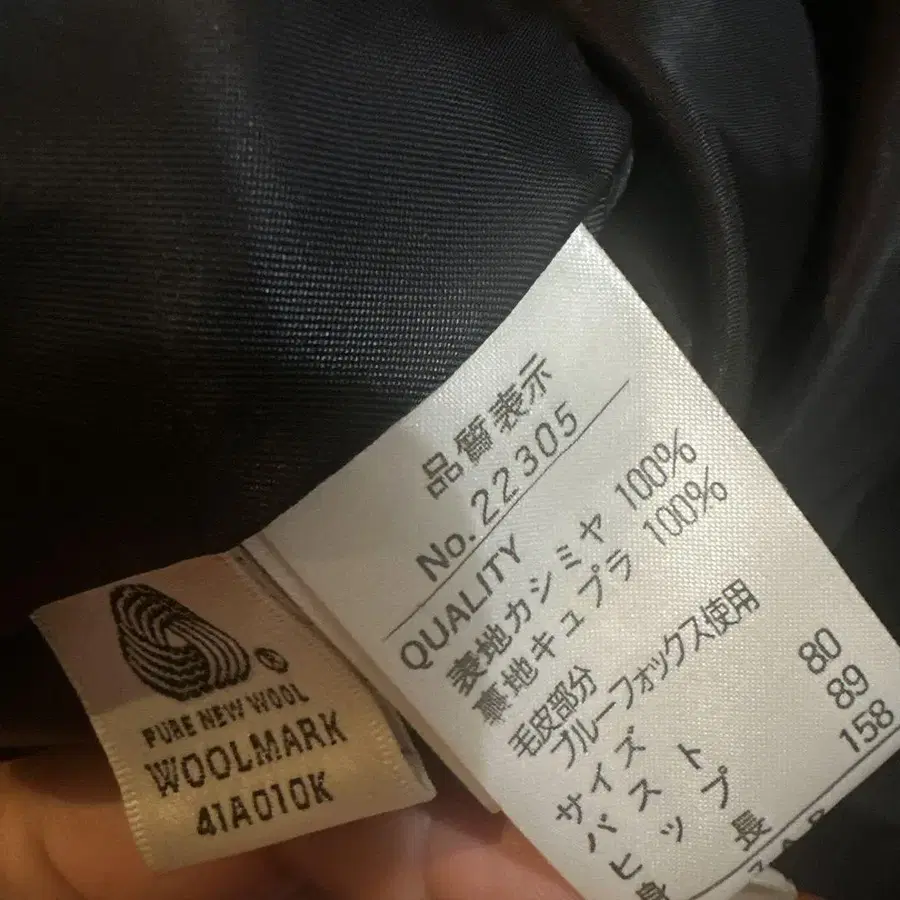 品質表示
No. 22305
QUALITY
表地カシミヤ 100%
裏地キュプラ 100%
毛皮部分
ブルーフォックス使用
サイズ
バスト 80
ヒップ 89
身長 158
PURE NEW WOOL
WOOLMARK
41A010K